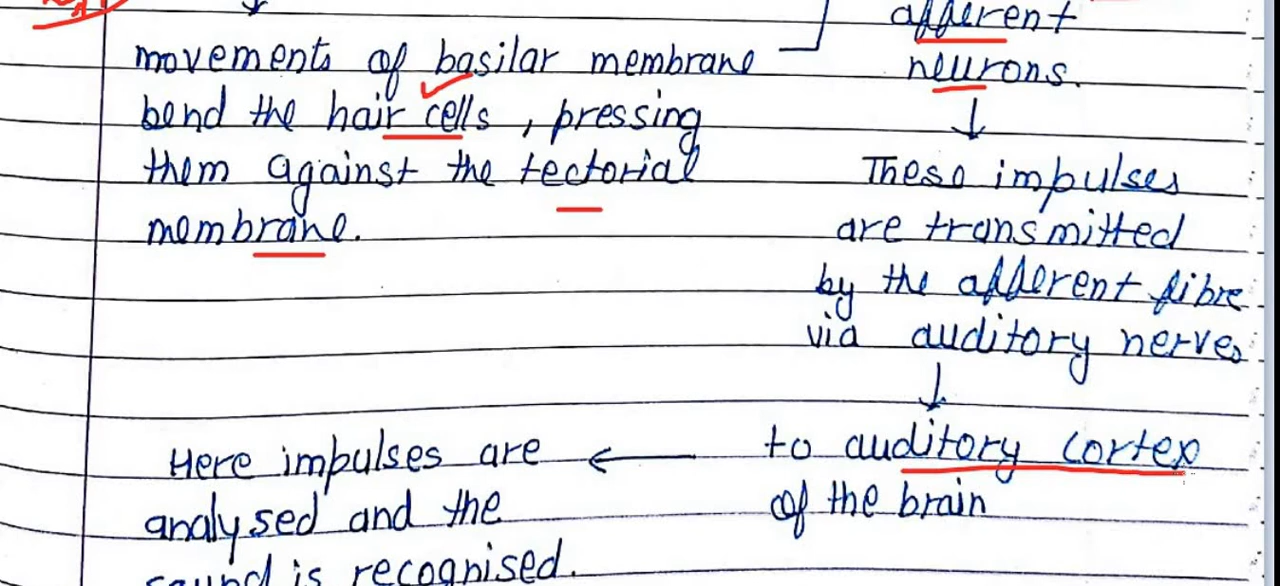 movements of basilar membrane
bend the hair cells, pressing
them against the tectorial
membrane.
afferent
neurons.
↓
These impulses
are transmitted
by the afferent fibre
via auditory nerves
↓
to auditory cortex
of the brain
←
Here impulses are
analysed and the
sound is recognised.